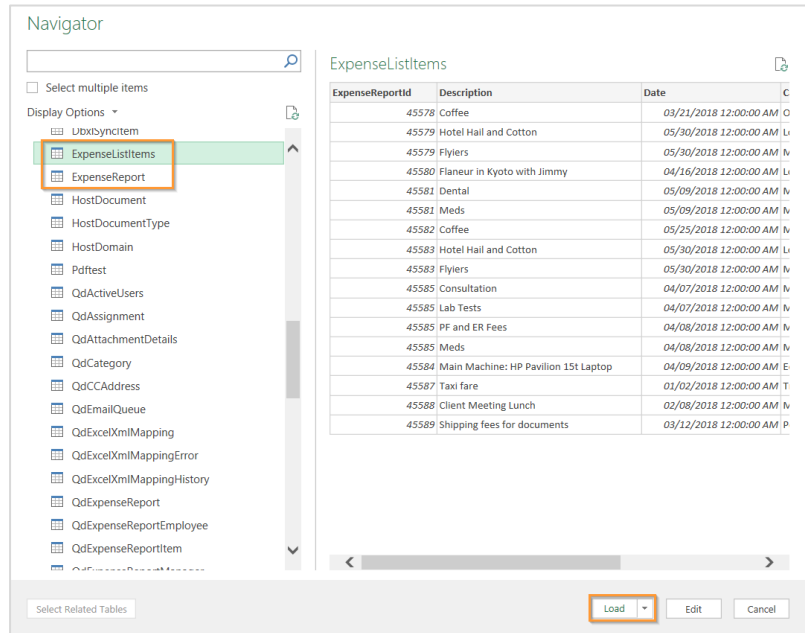 Navigator
Select multiple items
Display Options
DbxlSyncItem
ExpenseListItems
ExpenseReport
HostDocument
HostDocumentType
HostDomain
Pdftest
QdActiveUsers
QdAssignment
QdAttachmentDetails
QdCategory
QdCCAddress
QdEmailQueue
QdExcelXmlMapping
QdExcelXmlMappingError
QdExcelXmlMappingHistory
QdExpenseReport
QdExpenseReportEmployee
QdExpenseReportItem
QdExpenseReportManager
ExpenseListItems
ExpenseReportId Description Date C
45578 Coffee 03/21/2018 12:00:00 AM O
45579 Hotel Hail and Cotton 05/30/2018 12:00:00 AM L
45579 Flyiers 05/30/2018 12:00:00 AM M
45580 Flaneur in Kyoto with Jimmy 04/16/2018 12:00:00 AM L
45581 Dental 05/09/2018 12:00:00 AM M
45581 Meds 05/09/2018 12:00:00 AM M
45582 Coffee 05/25/2018 12:00:00 AM M
45583 Hotel Hail and Cotton 05/30/2018 12:00:00 AM L
45583 Flyiers 05/30/2018 12:00:00 AM M
45585 Consultation 04/07/2018 12:00:00 AM M
45585 Lab Tests 04/07/2018 12:00:00 AM M
45585 PF and ER Fees 04/08/2018 12:00:00 AM M
45585 Meds 04/08/2018 12:00:00 AM M
45584 Main Machine: HP Pavilion 15t Laptop 04/09/2018 12:00:00 AM E
45587 Taxi fare 01/02/2018 12:00:00 AM T
45588 Client Meeting Lunch 02/08/2018 12:00:00 AM M
45589 Shipping fees for documents 03/12/2018 12:00:00 AM P
Select Related Tables
Load
Edit
Cancel